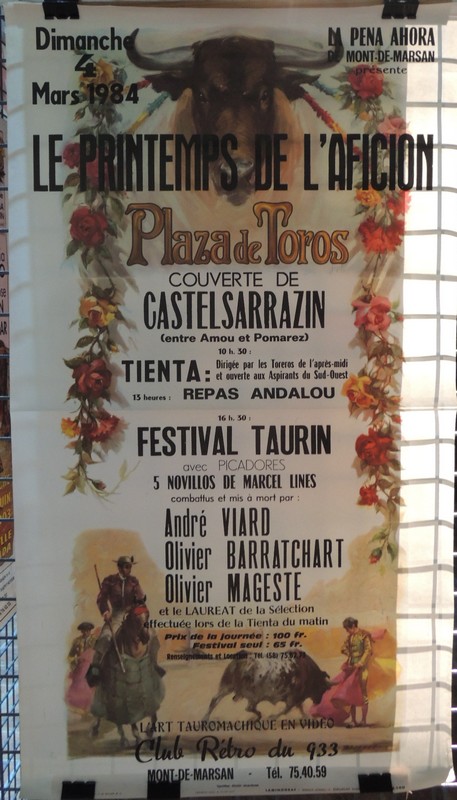 Dimanche
4
Mars 1984
LA PENA AHORA
DE MONT-DE-MARSAN
présente
LE PRINTEMPS DE L'AFICION
Plaza de Toros
COUVERTE DE
CASTELSARRAZIN
(entre Amou et Pomarez)
10 h. 30 :
TIENTA : Dirigée par les Toreros de l'après-midi
et ouverte aux Aspirants du Sud-Ouest
13 heures : REPAS ANDALOU
16 h. 30 :
FESTIVAL TAURIN
avec PICADORES
5 NOVILLOS DE MARCEL LINES
combattus et mis à mort par :
André VIARD
Olivier BARRATCHART
Olivier MAGESTE
et le LAUREAT de la Sélection
effectuée lors de la Tienta du matin
Prix de la journée : 100 fr.
Festival seul : 65 fr.
Renseignements et
L'ART TAUROMACHIQUE EN VIDÉO
Club Rétro du 933
MONT-DE-MARSAN - Tél. 75.40.59